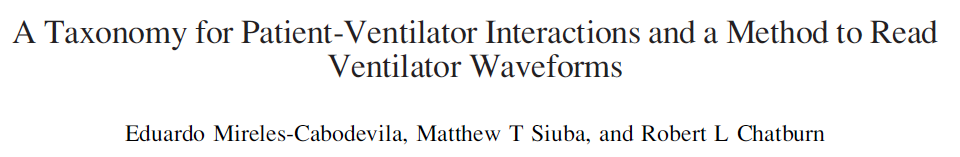 A Taxonomy for Patient-Ventilator Interactions and a Method to Read
Ventilator Waveforms
Eduardo Mireles-Cabodevila, Matthew T Siuba, and Robert L Chatburn